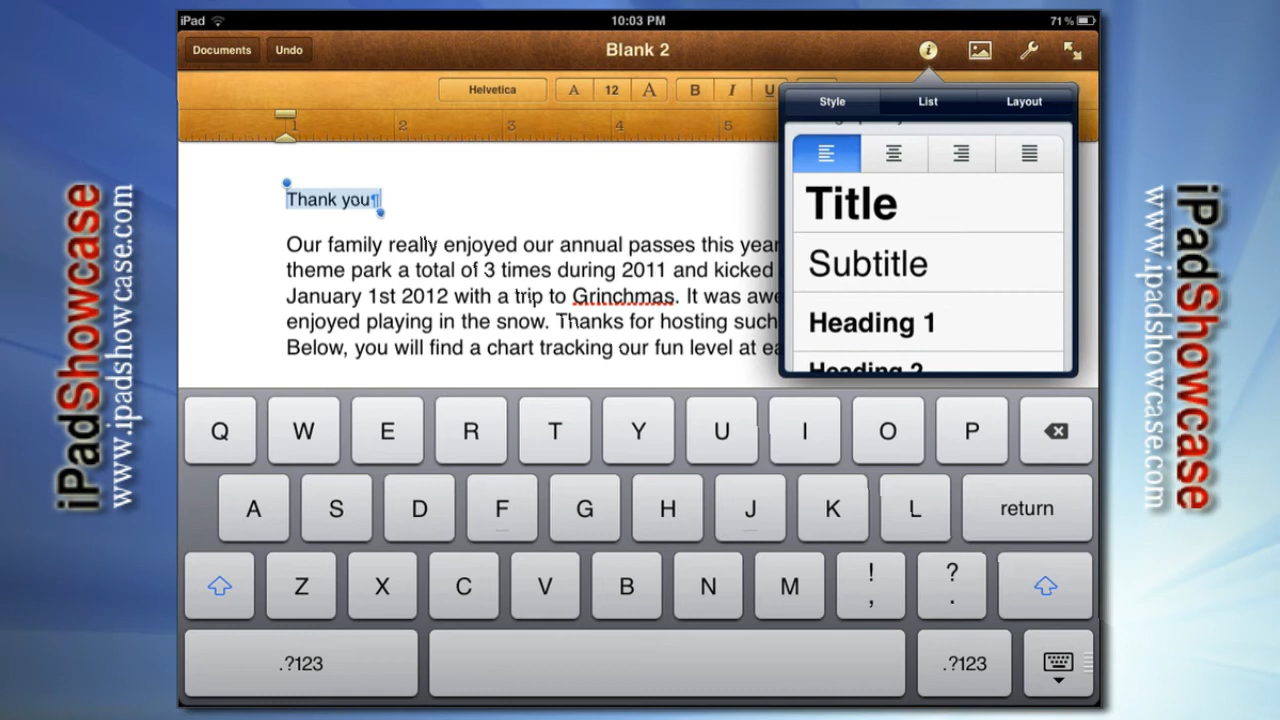 iPad 10:03 PM 71 %
Documents Undo Blank 2
Helvetica A 12 A B I U
Style List Layout
1 2 3 4 5
Title
Subtitle
Heading 1
Heading 2
Thank you¶
Our family really enjoyed our annual passes this year
theme park a total of 3 times during 2011 and kicked
January 1st 2012 with a trip to Grinchmas. It was awe
enjoyed playing in the snow. Thanks for hosting such
Below, you will find a chart tracking our fun level at ea
Q W E R T Y U I O P
A S D F G H J K L return
Z X C V B N M ! , ? .
.?123 .?123
iPadShowcase
www.ipadshowcase.com
iPadShowcase
www.ipadshowcase.com